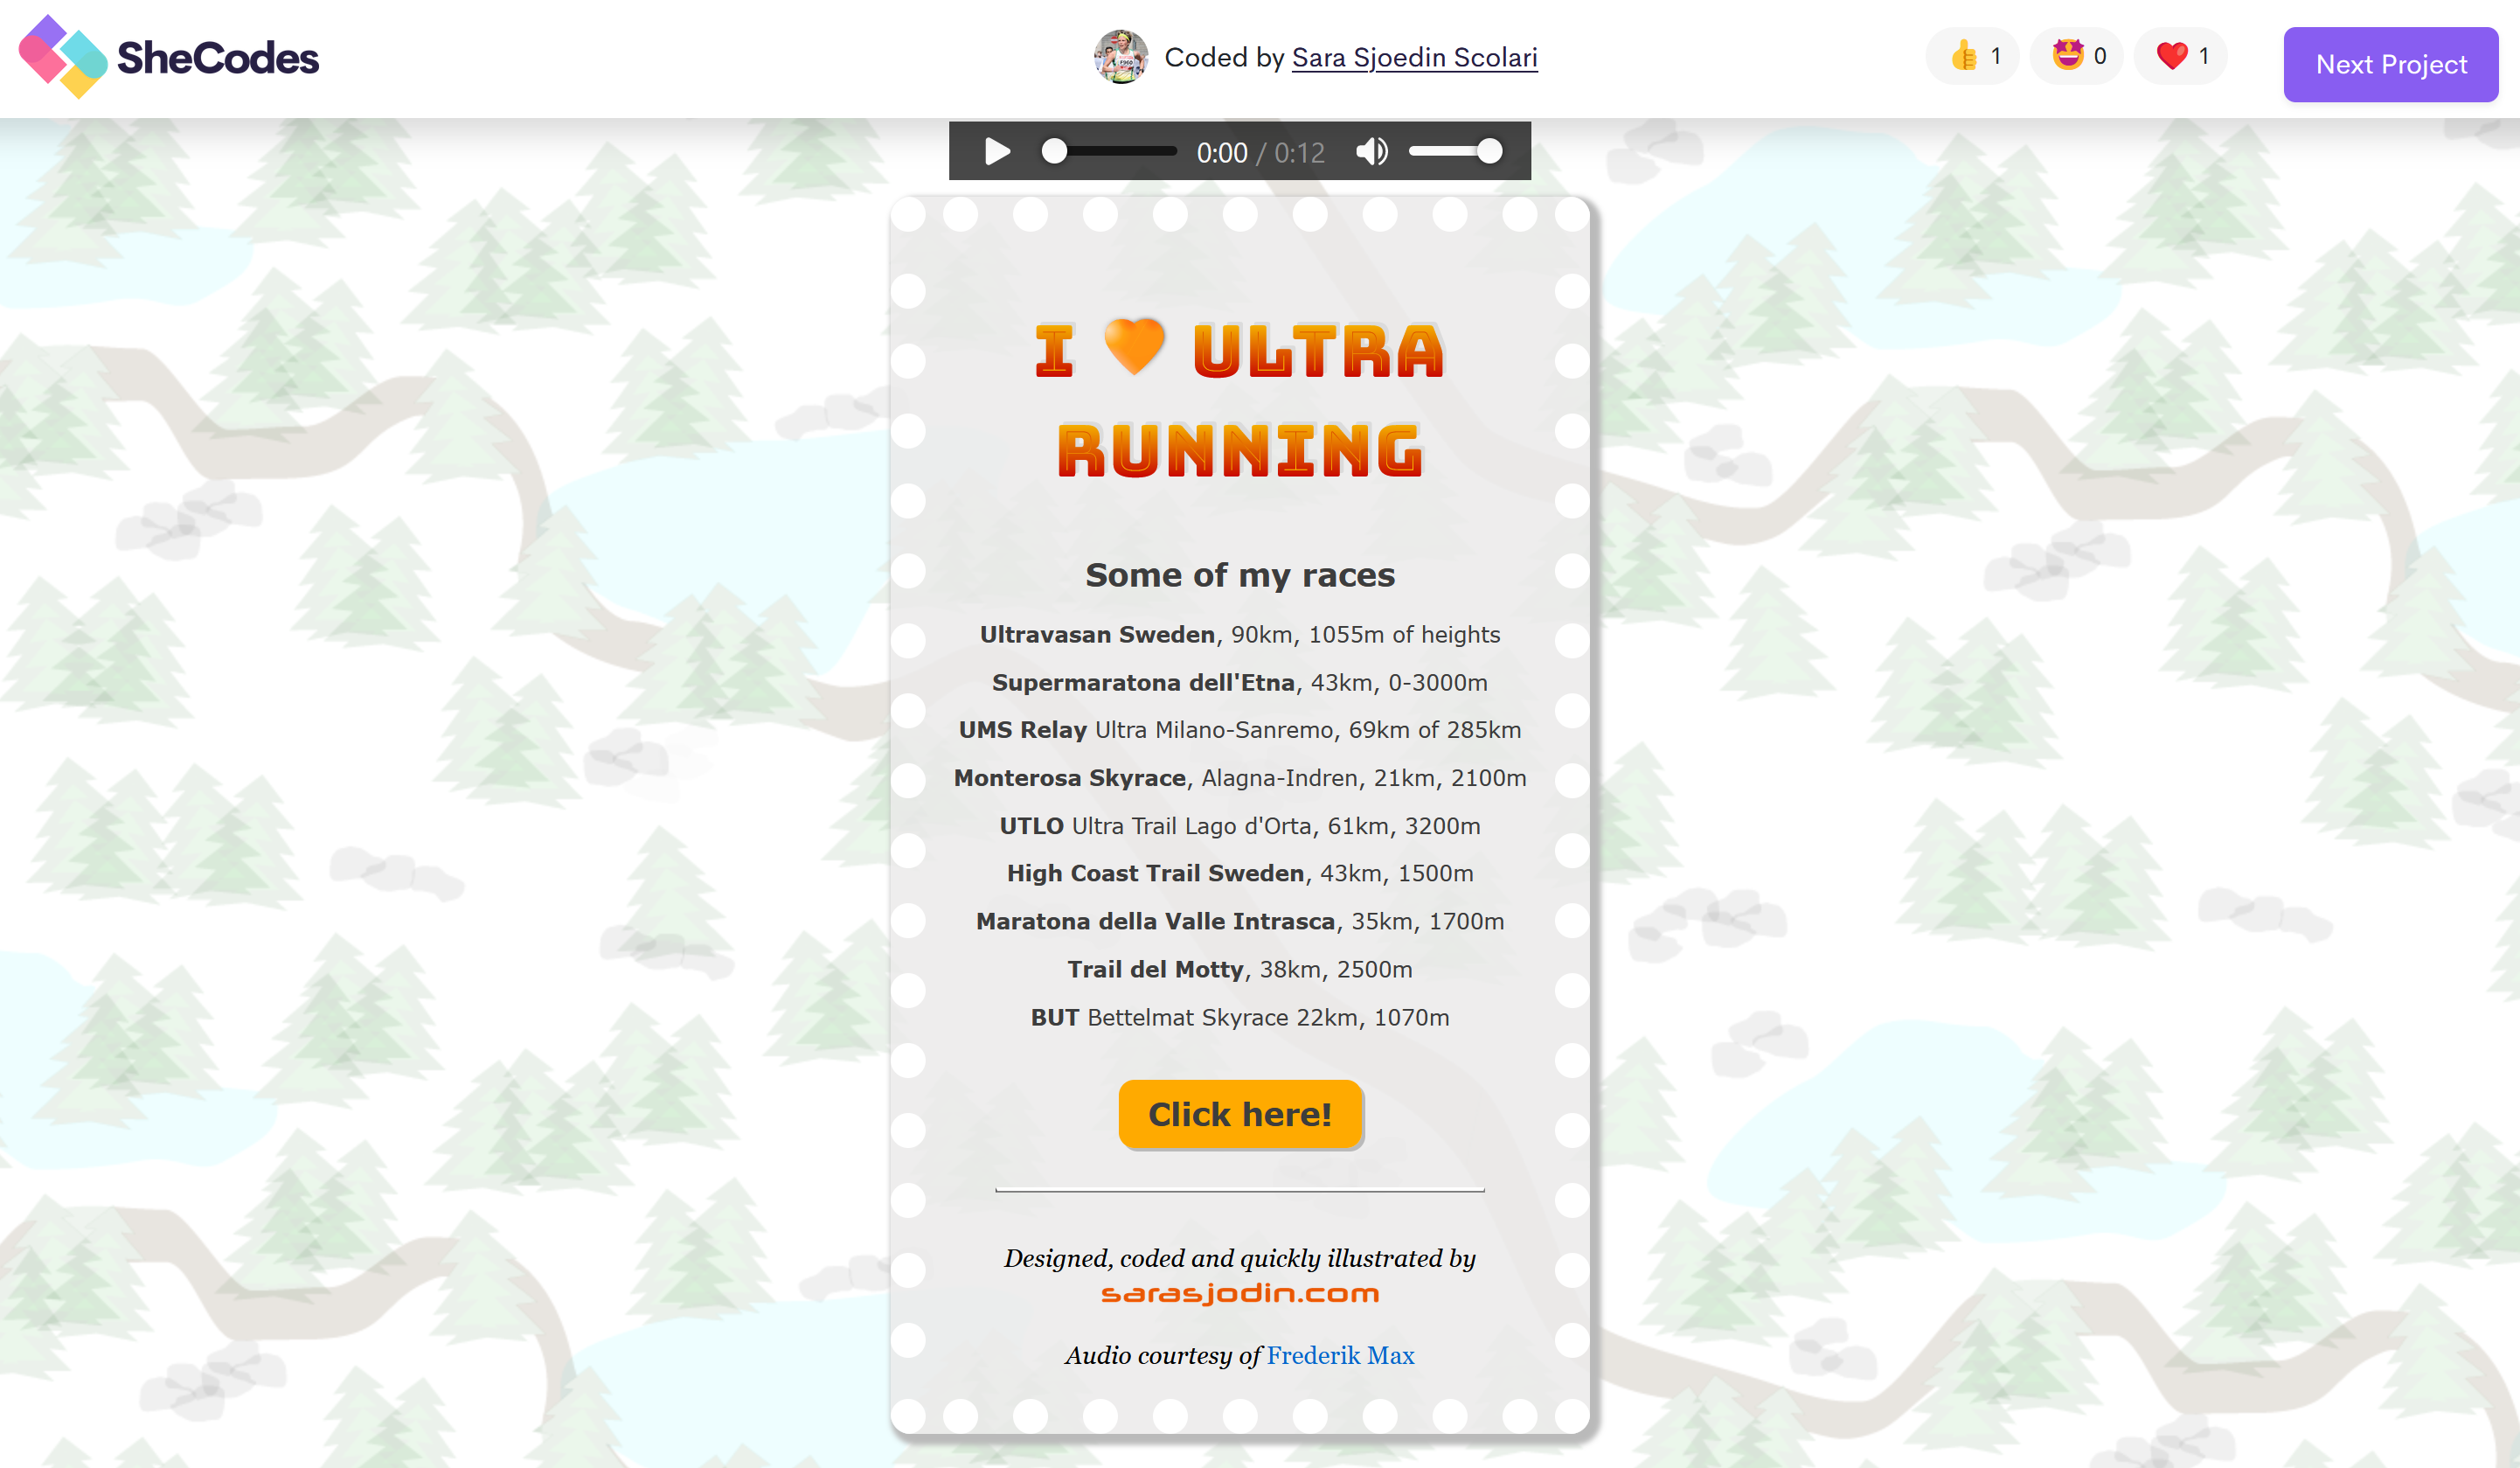 SheCodes
Coded by Sara Sjoedin Scolari
👍 1 🤩 0 ❤️ 1
Next Project
0:00 / 0:12
I 🧡 ULTRA
RUNNING
Some of my races
Ultravasan Sweden, 90km, 1055m of heights
Supermaratona dell'Etna, 43km, 0-3000m
UMS Relay Ultra Milano-Sanremo, 69km of 285km
Monterosa Skyrace, Alagna-Indren, 21km, 2100m
UTLO Ultra Trail Lago d'Orta, 61km, 3200m
High Coast Trail Sweden, 43km, 1500m
Maratona della Valle Intrasca, 35km, 1700m
Trail del Motty, 38km, 2500m
BUT Bettelmat Skyrace 22km, 1070m
Click here!
Designed, coded and quickly illustrated by
sarasjodin.com
Audio courtesy of Frederik Max